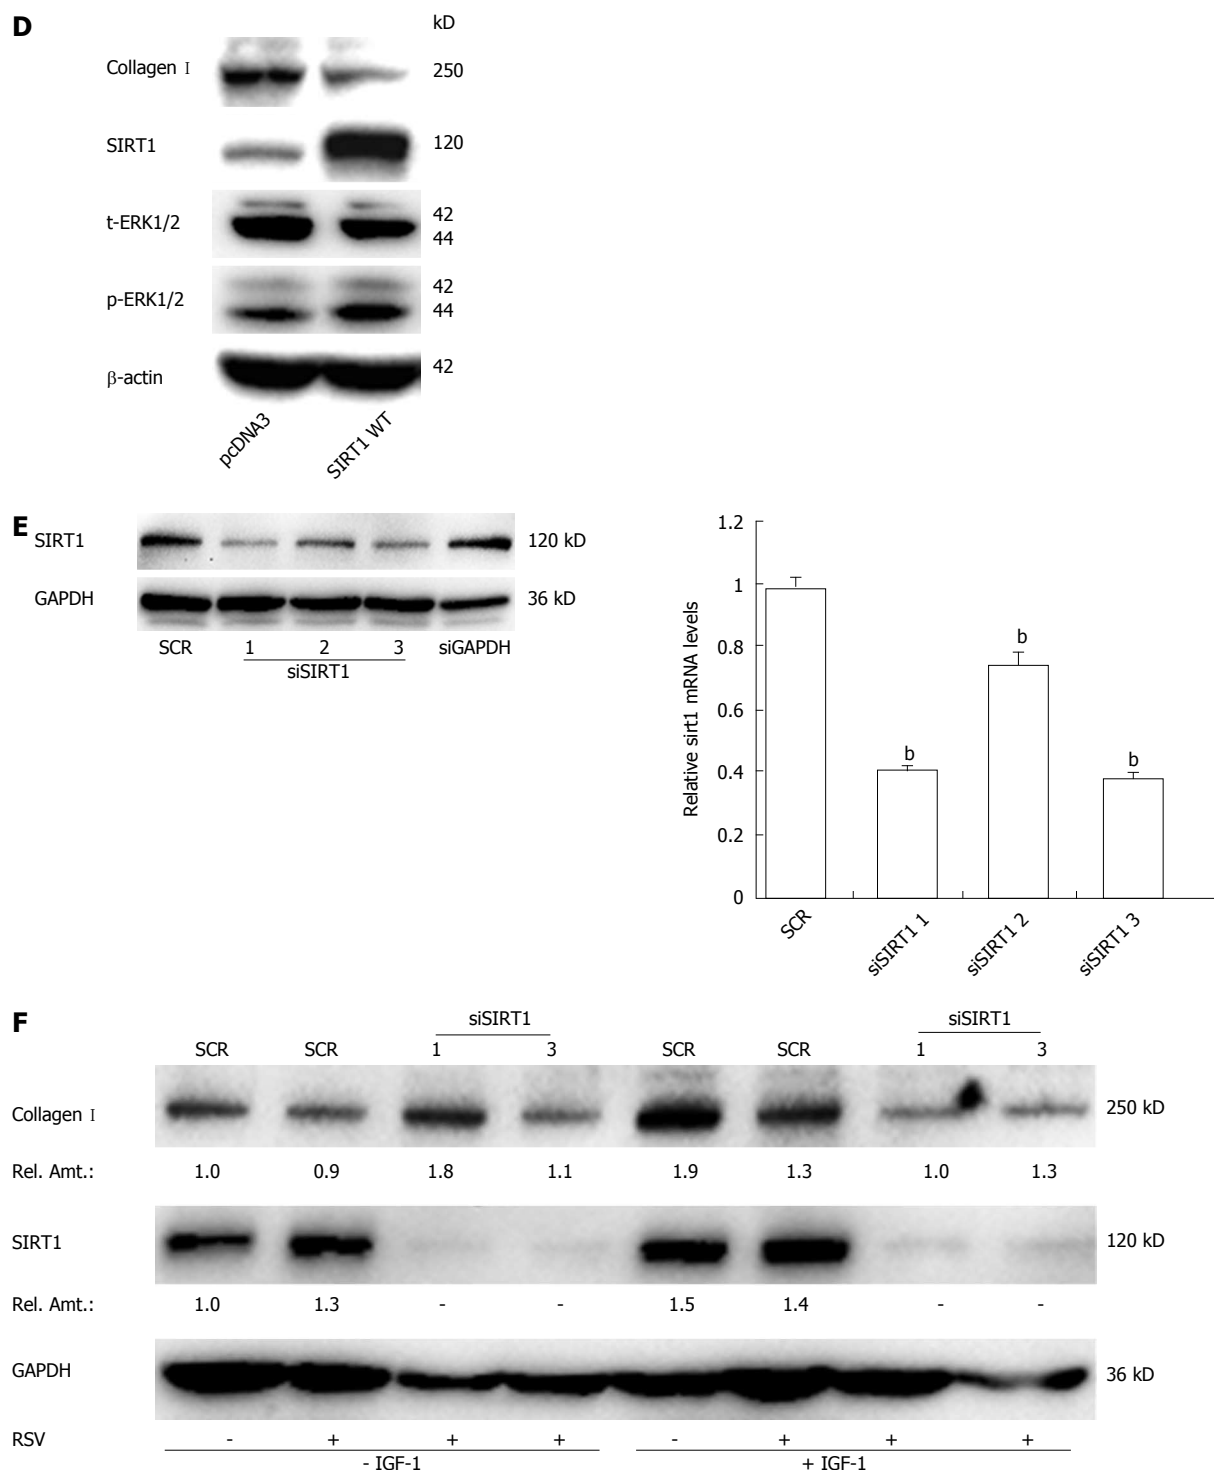 D
kD
Collagen Ⅰ 250
SIRT1 120
t-ERK1/2 42
44
p-ERK1/2 42
44
β-actin 42
pcDNA3 SIRT1 WT
E
SIRT1 120 kD
GAPDH 36 kD
SCR 1 2 3 siGAPDH
siSIRT1
Relative sirt1 mRNA levels
1.2
1
0.8
0.6
0.4
0.2
0
b b b
SCR siSIRT1 1 siSIRT1 2 siSIRT1 3
F
siSIRT1 siSIRT1
SCR SCR 1 3 SCR SCR 1 3
Collagen Ⅰ 250 kD
Rel. Amt.: 1.0 0.9 1.8 1.1 1.9 1.3 1.0 1.3
SIRT1 120 kD
Rel. Amt.: 1.0 1.3 - - 1.5 1.4 - -
GAPDH 36 kD
RSV - + + + - + + +
- IGF-1 + IGF-1